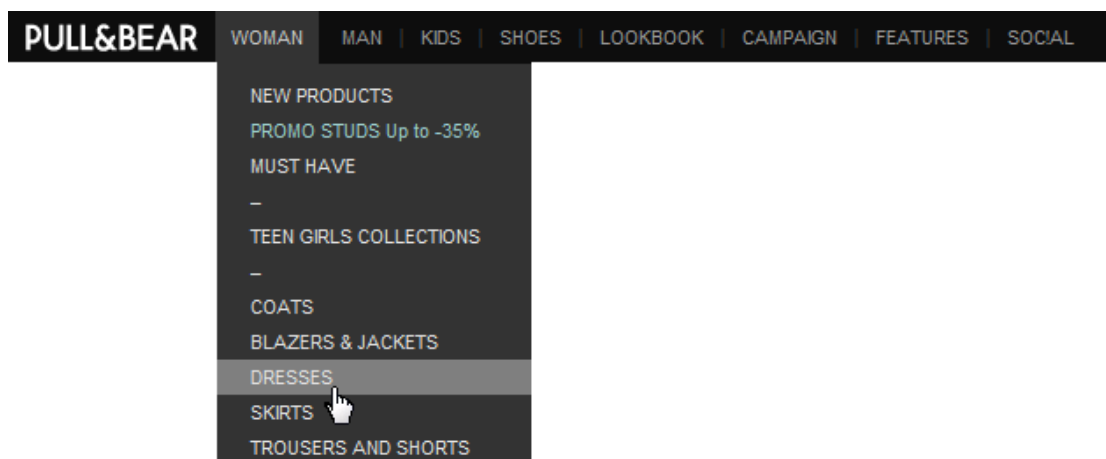 PULL&BEAR WOMAN MAN | KIDS | SHOES | LOOKBOOK | CAMPAIGN | FEATURES | SOCIAL
NEW PRODUCTS
PROMO STUDS Up to -35%
MUST HAVE
–
TEEN GIRLS COLLECTIONS
–
COATS
BLAZERS & JACKETS
DRESSES
SKIRTS
TROUSERS AND SHORTS